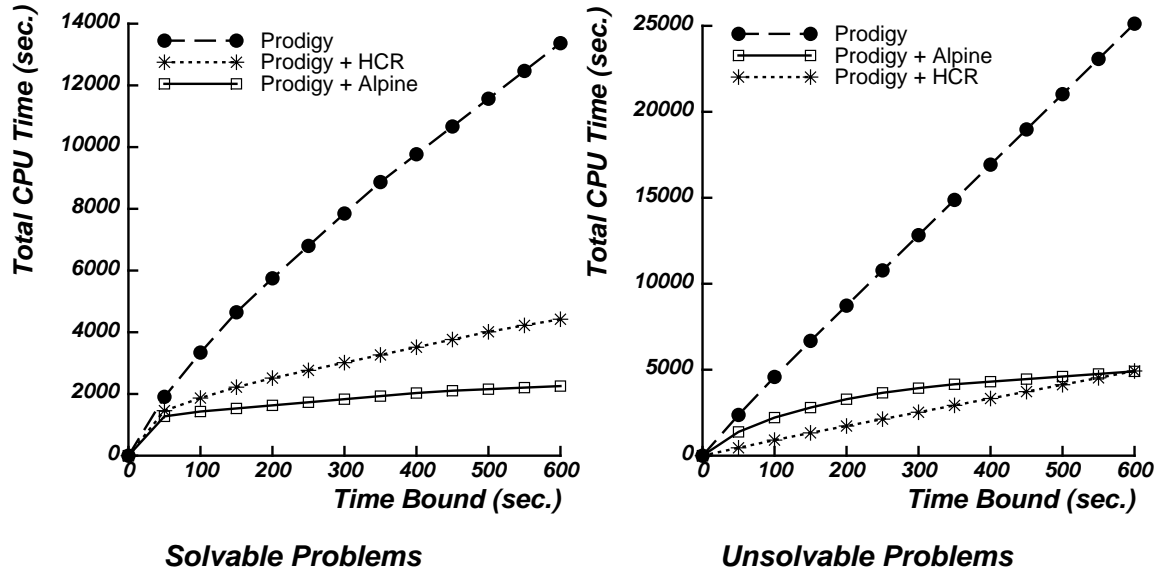 Total CPU Time (sec.)
14000
12000
10000
8000
6000
4000
2000
0
Prodigy
Prodigy + HCR
Prodigy + Alpine
0
100
200
300
400
500
600
Time Bound (sec.)
Solvable Problems
Total CPU Time (sec.)
25000
20000
15000
10000
5000
0
Prodigy
Prodigy + Alpine
Prodigy + HCR
0
100
200
300
400
500
600
Time Bound (sec.)
Unsolvable Problems